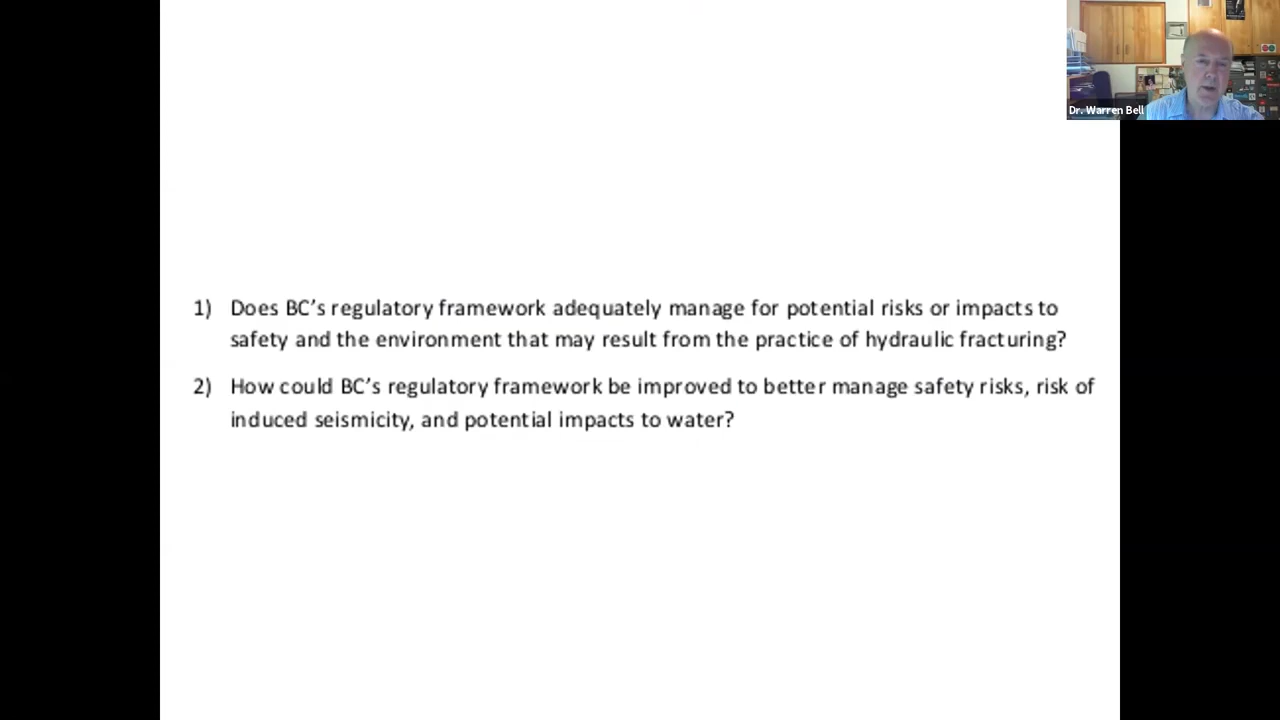 Dr. Warren Bell
1) Does BC's regulatory framework adequately manage for potential risks or impacts to
safety and the environment that may result from the practice of hydraulic fracturing?
2) How could BC's regulatory framework be improved to better manage safety risks, risk of
induced seismicity, and potential impacts to water?